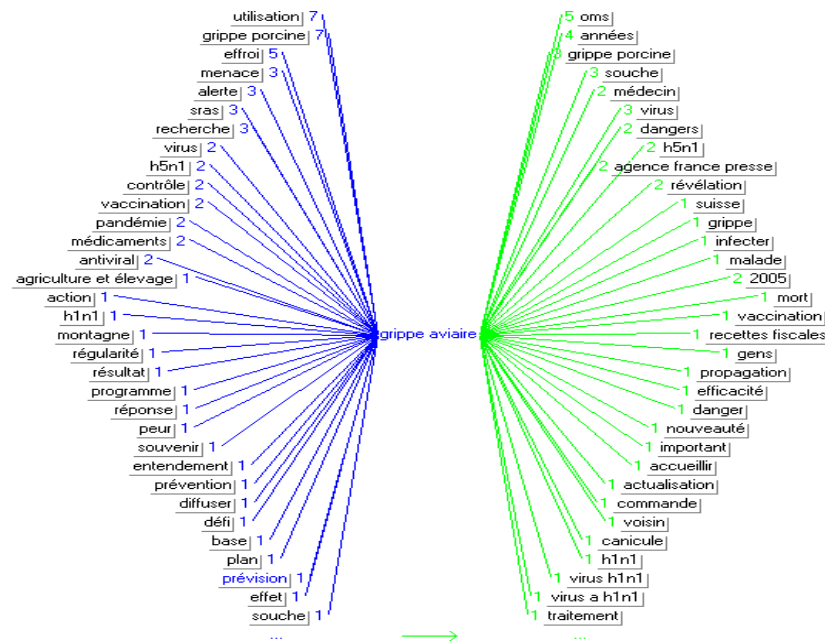 utilisation 7
grippe porcine 7
effroi 5
menace 3
alerte 3
sras 3
recherche 3
virus 2
h5n1 2
contrôle 2
vaccination 2
pandémie 2
médicaments 2
antiviral 2
agriculture et élevage 1
action 1
h1n1 1
montagne 1
régularité 1
résultat 1
programme 1
réponse 1
peur 1
souvenir 1
entendement 1
prévention 1
diffuser 1
défi 1
base 1
plan 1
prévision 1
effet 1
souche 1
...
grippe aviaire
5 oms
4 années
3 grippe porcine
3 souche
2 médecin
3 virus
2 dangers
2 h5n1
2 agence france presse
2 révélation
1 suisse
1 grippe
1 infecter
1 malade
2 2005
1 mort
1 vaccination
1 recettes fiscales
1 gens
1 propagation
1 efficacité
1 danger
1 nouveauté
1 important
1 accueillir
1 actualisation
1 commande
1 voisin
1 canicule
1 h1n1
1 virus h1n1
1 virus a h1n1
1 traitement
...